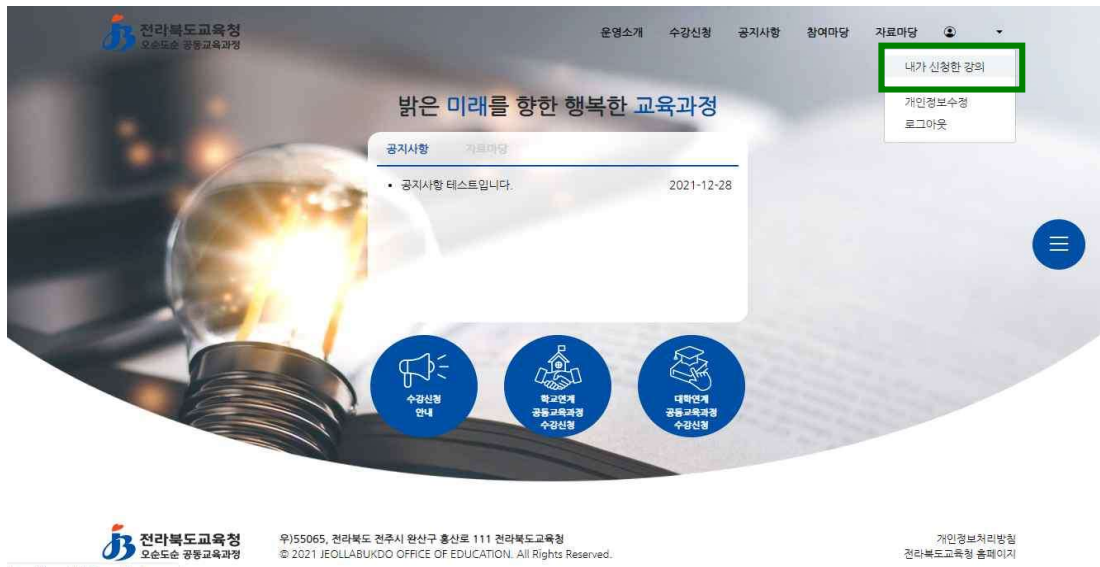 전라북도교육청
오순도순 공동교육과정
운영소개 수강신청 공지사항 참여마당 자료마당
내가 신청한 강의
개인정보수정
로그아웃
밝은 미래를 향한 행복한 교육과정
공지사항 자료마당
• 공지사항 테스트입니다. 2021-12-28
수강신청
안내
학교연계
공동교육과정
수강신청
대학연계
공동교육과정
수강신청
전라북도교육청
오순도순 공동교육과정
우)55065, 전라북도 전주시 완산구 홍산로 111 전라북도교육청
© 2021 JEOLLABUKDO OFFICE OF EDUCATION. All Rights Reserved.
개인정보처리방침
전라북도교육청 홈페이지